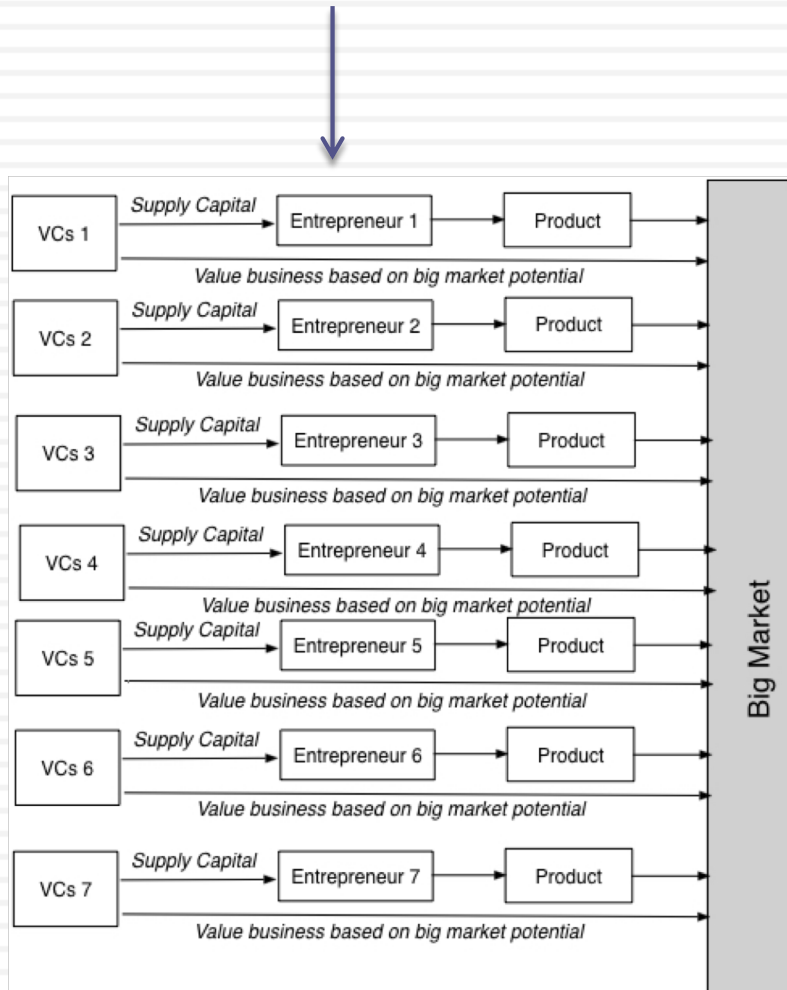 Supply Capital
VCs 1
Entrepreneur 1
Product
Value business based on big market potential
Supply Capital
VCs 2
Entrepreneur 2
Product
Value business based on big market potential
Supply Capital
VCs 3
Entrepreneur 3
Product
Value business based on big market potential
Supply Capital
VCs 4
Entrepreneur 4
Product
Value business based on big market potential
Supply Capital
VCs 5
Entrepreneur 5
Product
Value business based on big market potential
Supply Capital
VCs 6
Entrepreneur 6
Product
Value business based on big market potential
Supply Capital
VCs 7
Entrepreneur 7
Product
Value business based on big market potential
Big Market